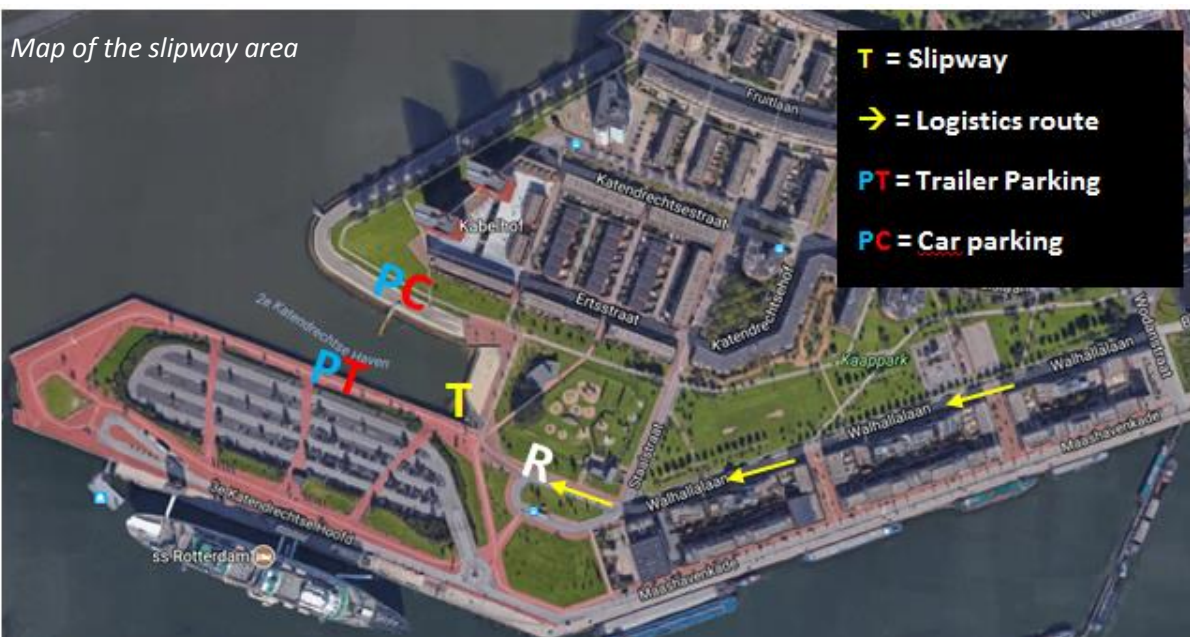 Map of the slipway area
T = Slipway
→ = Logistics route
PT = Trailer Parking
PC = Car parking
Fruitlaan
Katendrechtsestraat
Kabelhof
Ertsstraat
Katendrechtsehof
Kaappark
Wodanstraat
PC
2e Katendrechtse Haven
PT
T
R
Staalstraat
Walhallalaan
Walhallalaan
Walhallalaan
Maashavenkade
Maashavenkade
3e Katendrechtse Hoofd
ss Rotterdam